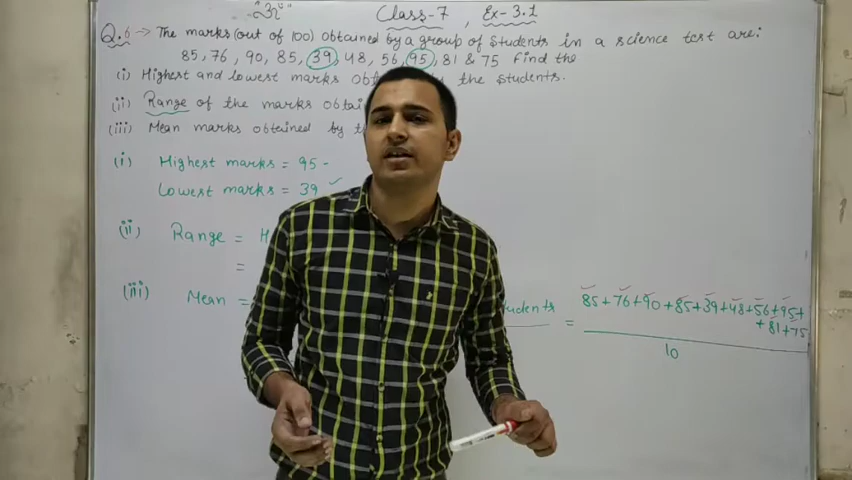 Class-7, Ex-3.1
Q.6 → The marks (out of 100) obtained by a group of students in a science test are:
85, 76, 90, 85, 39, 48, 56, 95, 81 & 75 Find the
(i) Highest and lowest marks by the students.
(ii) Range of the marks
(iii) Mean marks obtained by
(i) Highest marks = 95
Lowest marks = 39 ✓
(ii) Range =
=
(iii) Mean = = 85+76+90+85+39+48+56+95+
+81+75
10